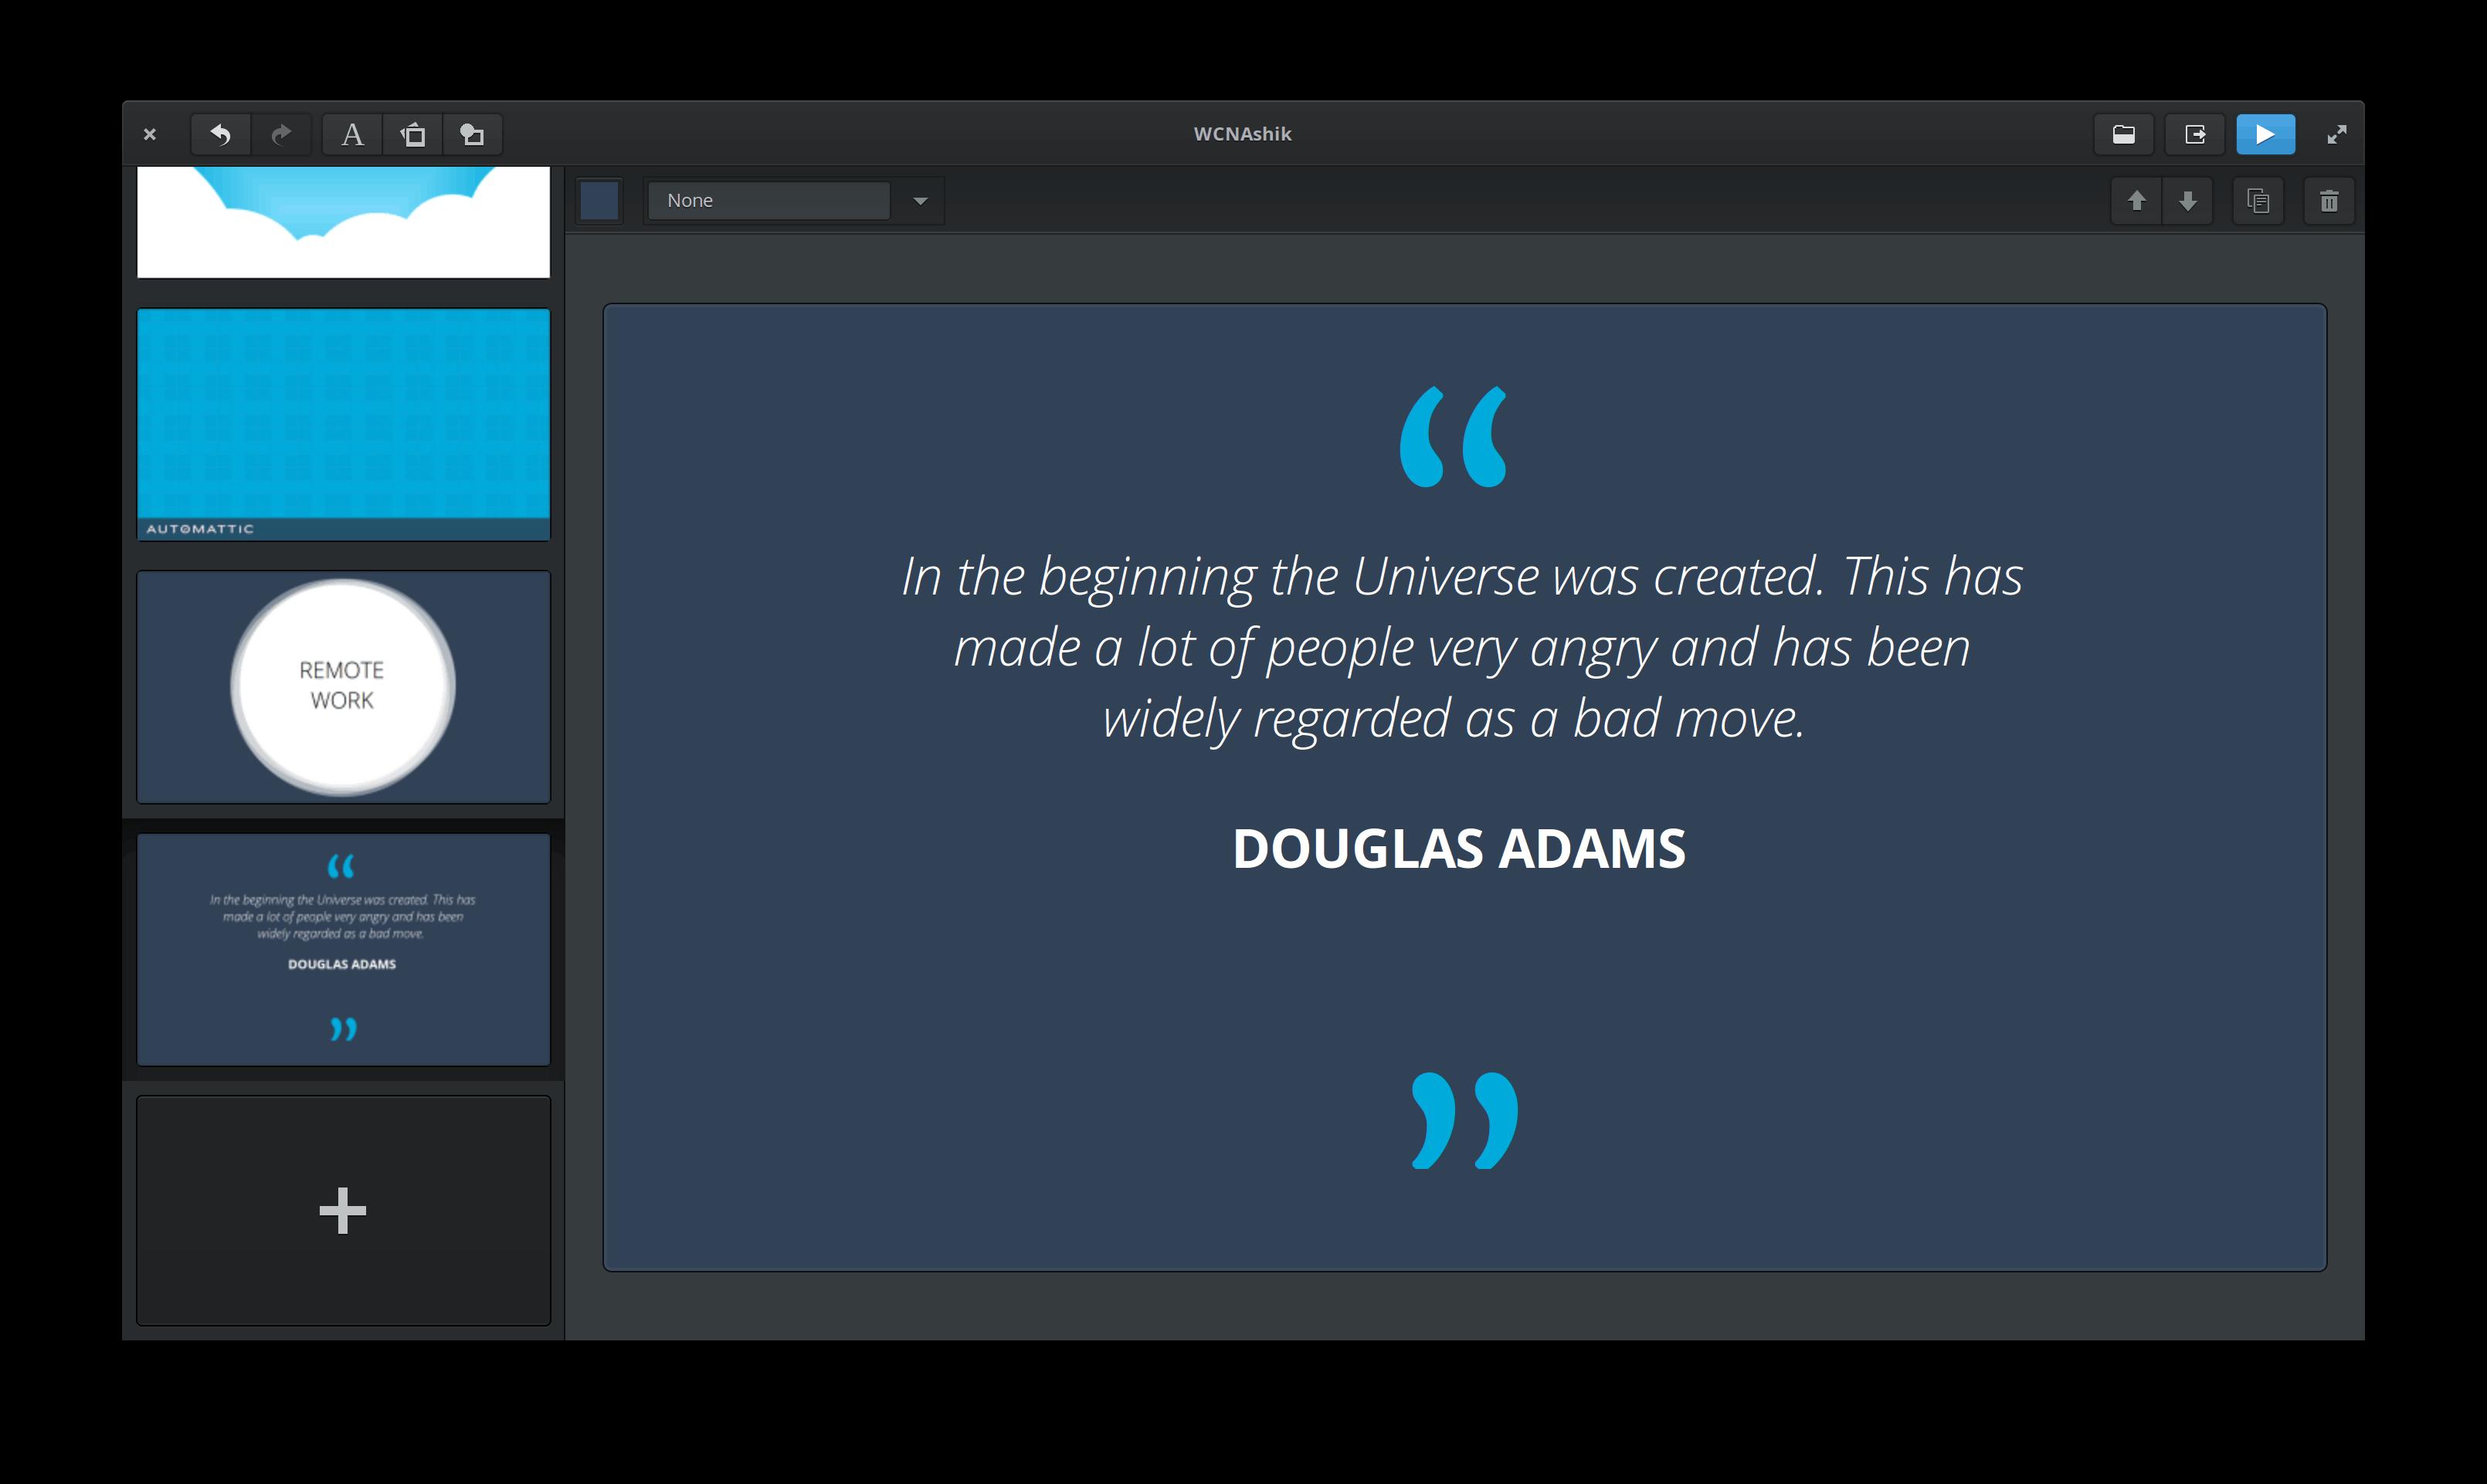 WCNAshik
None
AUTOMATTIC
REMOTE
WORK
“
In the beginning the Universe was created. This has
made a lot of people very angry and has been
widely regarded as a bad move.
DOUGLAS ADAMS
”
“
In the beginning the Universe was created. This has
made a lot of people very angry and has been
widely regarded as a bad move.
DOUGLAS ADAMS
”